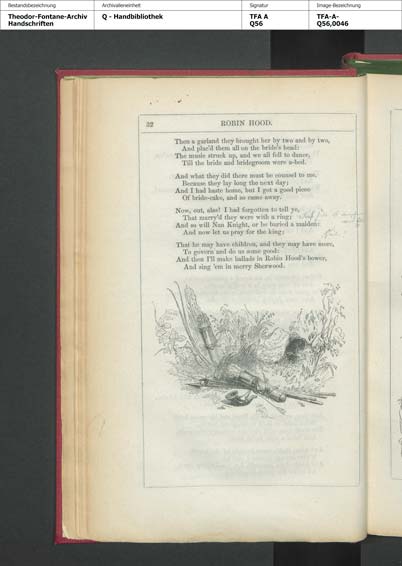 Bestandsbezeichnung
Archivalieneinheit
Signatur
Image-Bezeichnung
Theodor-Fontane-Archiv
Handschriften
Q - Handbibliothek
TFA A
Q56
TFA-A-
Q56,0046
32
ROBIN HOOD.
Then a garland they brought her by two and by two,
And plac'd them all on the bride's head:
The music struck up, and we all fell to dance,
Till the bride and bridegroom were a-bed.
And what they did there must be counsel to me,
Because they lay long the next day;
And I had haste home, but I got a good piece
Of bride-cake, and so came away.
Now, out, alas! I had forgotten to tell ye,
That marry'd they were with a ring;
And so will Nan Knight, or be buried a maiden:
And now let us pray for the king;
That he may have children, and they may have more,
To govern and do us some good:
And then I'll make ballads in Robin Hood's bower,
And sing 'em in merry Sherwood.